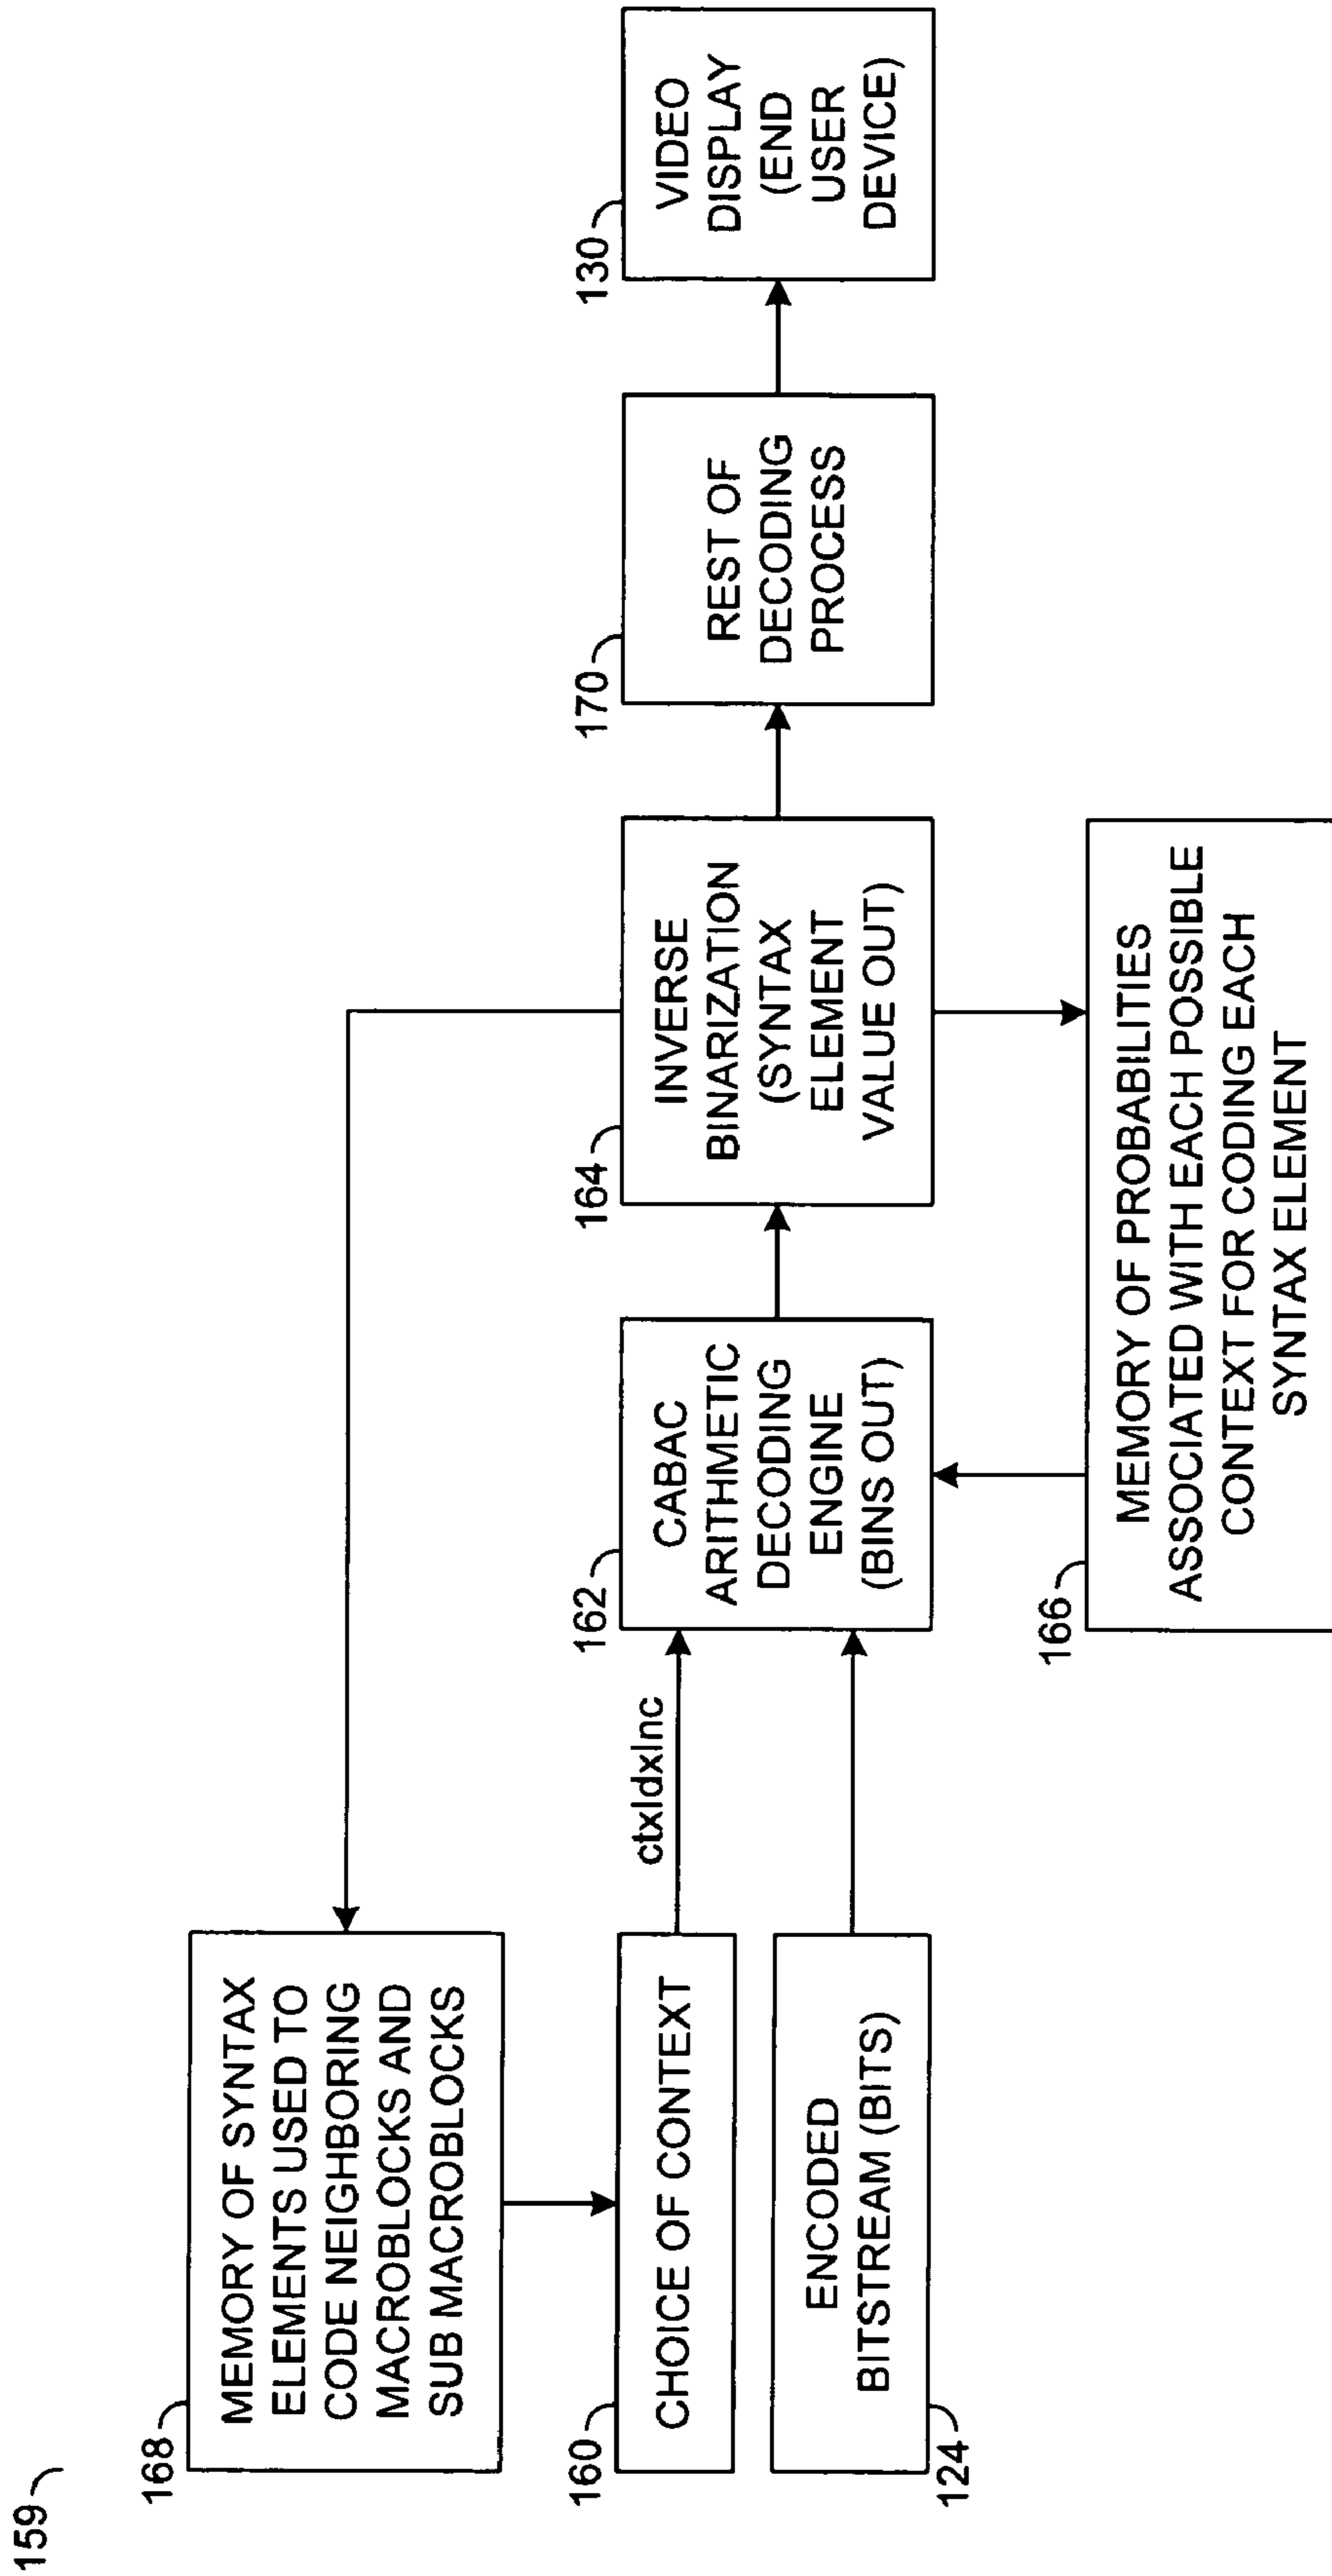 159
168
MEMORY OF SYNTAX
ELEMENTS USED TO
CODE NEIGHBORING
MACROBLOCKS AND
SUB MACROBLOCKS
160
CHOICE OF CONTEXT
ctxIdxInc
124
ENCODED
BITSTREAM (BITS)
162
CABAC
ARITHMETIC
DECODING
ENGINE
(BINS OUT)
164
INVERSE
BINARIZATION
(SYNTAX
ELEMENT
VALUE OUT)
170
REST OF
DECODING
PROCESS
130
VIDEO
DISPLAY
(END
USER
DEVICE)
166
MEMORY OF PROBABILITIES
ASSOCIATED WITH EACH POSSIBLE
CONTEXT FOR CODING EACH
SYNTAX ELEMENT